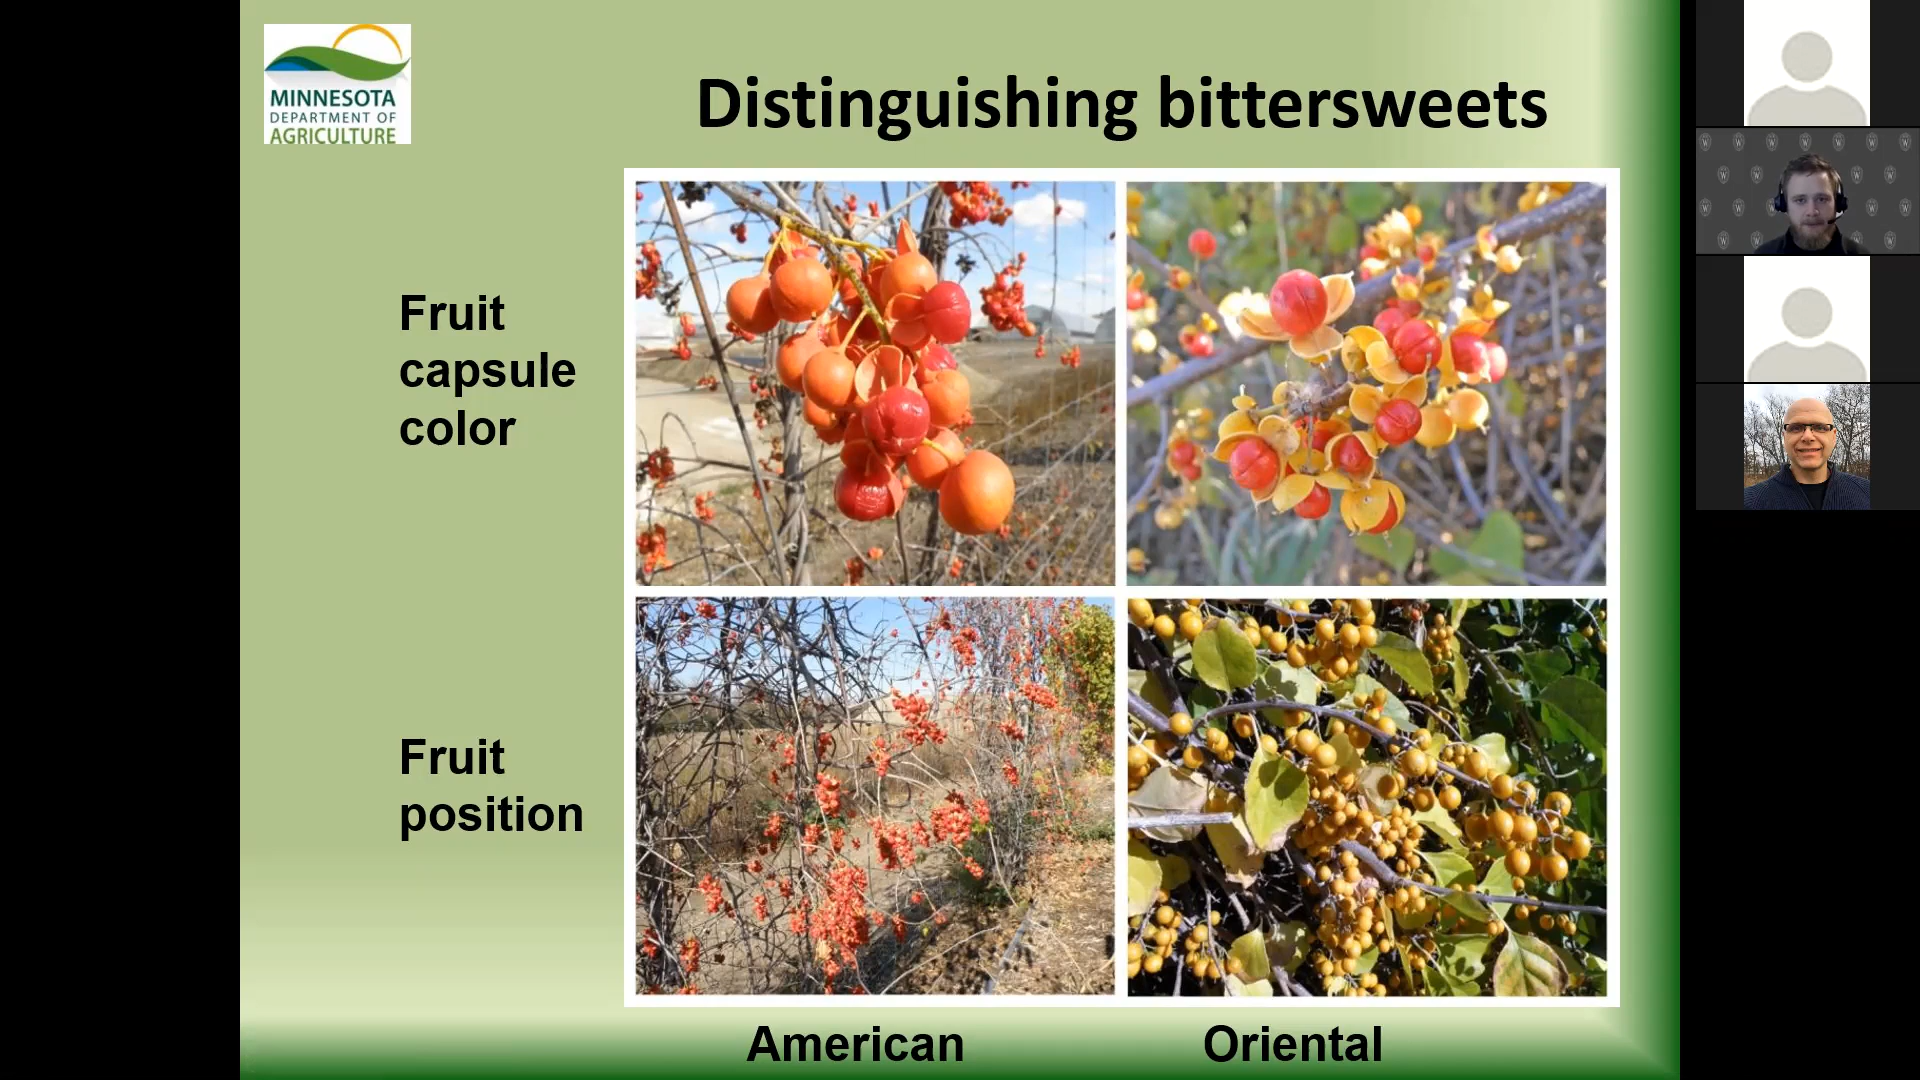 MINNESOTA
DEPARTMENT OF
AGRICULTURE
Distinguishing bittersweets
Fruit
capsule
color
Fruit
position
American
Oriental